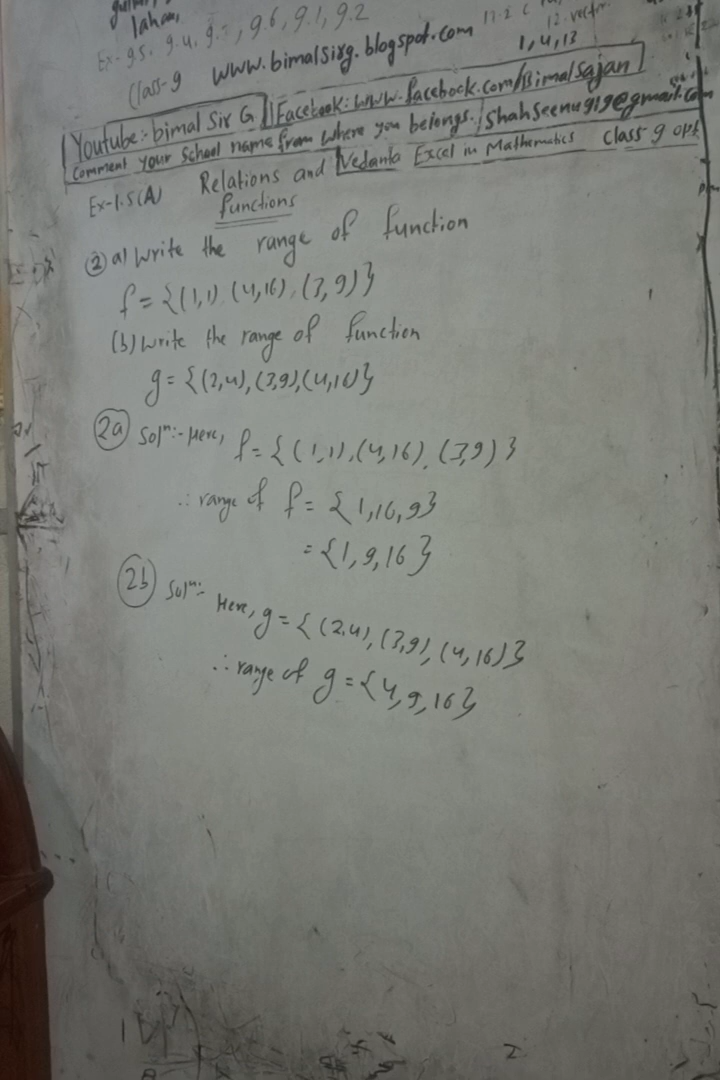 lahan,
Ex-9.5, 9.4, 9.3, 9.6, 9.1, 9.2
1, 4, 13
Class-9 www.bimalsirg.blogspot.com
Youtube:- bimal Sir G || Facebook: www.facebook.com/Bimalsajan
Comment your School name from where you belongs. / Shahseenu919@gmail.com
Ex-1.5(A) Relations and functions Vedanta Excel in Mathematics Class 9 opt
(2) a) Write the range of function
f = {(1,1), (4,16), (3,9)}
(b) Write the range of function
g = {(2,4), (3,9), (4,16)}
2a Solⁿ:- Here, f = {(1,1), (4,16), (3,9)}
∴ range of f = {1,16,9}
= {1,9,16}
2b Solⁿ:-
Here, g = {(2,4), (3,9), (4,16)}
∴ range of g = {4,9,16}
2